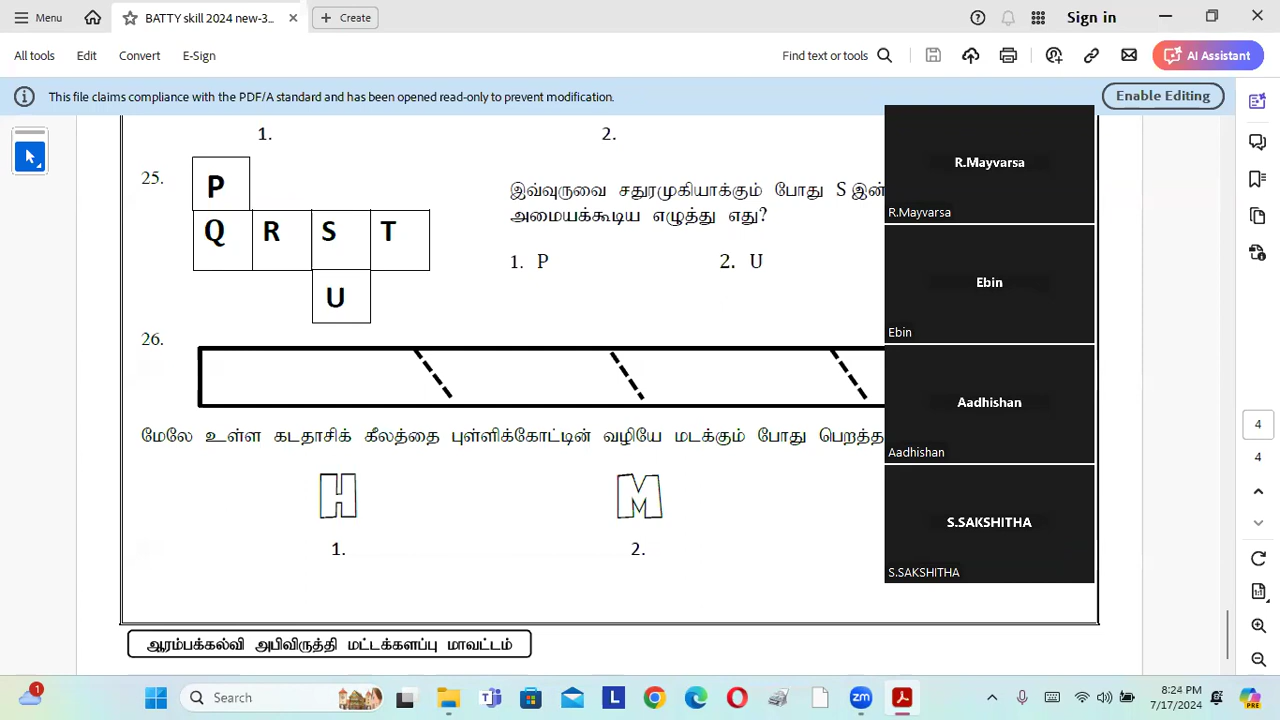 Menu
BATTY skill 2024 new-3...
Create
Sign in
All tools
Edit
Convert
E-Sign
Find text or tools
AI Assistant
This file claims compliance with the PDF/A standard and has been opened read-only to prevent modification.
Enable Editing
1.
2.
25.
P
Q R S T
U
இவ்வுருவை சதுரமுகியாக்கும் போது S இன்
அமையக்கூடிய எழுத்து எது?
1. P
2. U
26.
மேலே உள்ள கடதாசிக் கீலத்தை புள்ளிக்கோட்டின் வழியே மடக்கும் போது பெறத்த
H
M
1.
2.
ஆரம்பக்கல்வி அபிவிருத்தி மட்டக்களப்பு மாவட்டம்
R.Mayvarsa
R.Mayvarsa
Ebin
Ebin
Aadhishan
Aadhishan
S.SAKSHITHA
S.SAKSHITHA
4
4
1
Search
L
zm
PRE
8:24 PM
7/17/2024